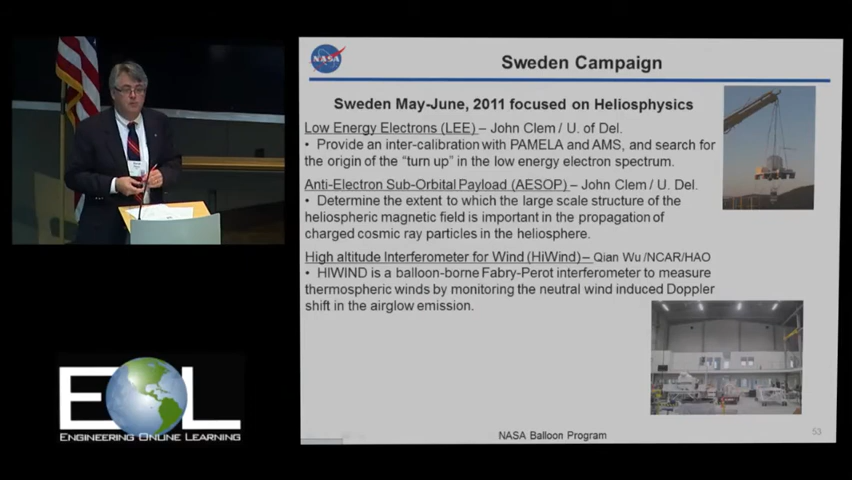 NASA
Sweden Campaign
Sweden May-June, 2011 focused on Heliosphysics
Low Energy Electrons (LEE) – John Clem / U. of Del.
• Provide an inter-calibration with PAMELA and AMS, and search for
the origin of the “turn up” in the low energy electron spectrum.
Anti-Electron Sub-Orbital Payload (AESOP) – John Clem / U. Del.
• Determine the extent to which the large scale structure of the
heliospheric magnetic field is important in the propagation of
charged cosmic ray particles in the heliosphere.
High altitude Interferometer for Wind (HiWind)– Qian Wu /NCAR/HAO
• HIWIND is a balloon-borne Fabry-Perot interferometer to measure
thermospheric winds by monitoring the neutral wind induced Doppler
shift in the airglow emission.
NASA Balloon Program
53
EOL
ENGINEERING ONLINE LEARNING